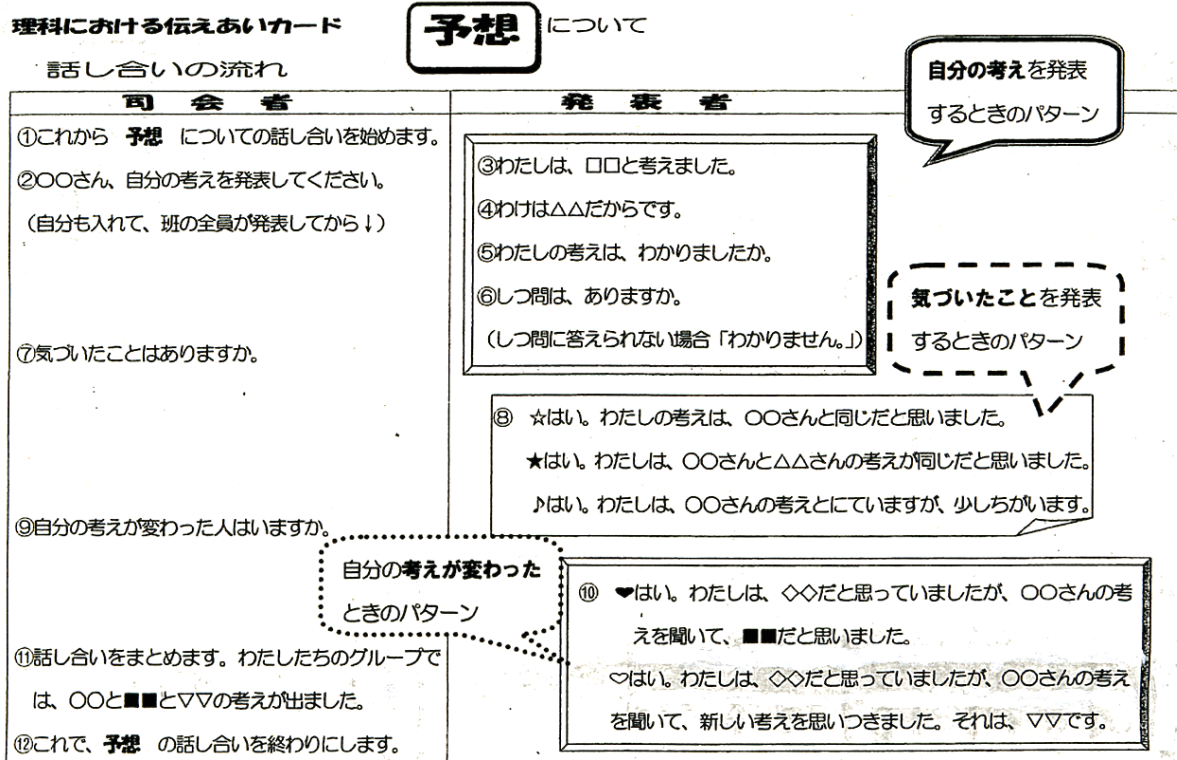 理科における伝えあいカード
予想 について
話し合いの流れ
司会者
①これから 予想 についての話し合いを始めます。
②〇〇さん、自分の考えを発表してください。
（自分も入れて、班の全員が発表してから↓）
⑦気づいたことはありますか。
⑨自分の考えが変わった人はいますか。
⑪話し合いをまとめます。わたしたちのグループで
は、〇〇と■■と▽▽の考えが出ました。
⑫これで、予想 の話し合いを終わりにします。
発表者
自分の考えを発表
するときのパターン
③わたしは、□□と考えました。
④わけは△△だからです。
⑤わたしの考えは、わかりましたか。
⑥しつ問は、ありますか。
（しつ問に答えられない場合「わかりません。」）
気づいたことを発表
するときのパターン
⑧ ☆はい。わたしの考えは、〇〇さんと同じだと思いました。
★はい。わたしは、〇〇さんと△△さんの考えが同じだと思いました。
♪はい。わたしは、〇〇さんの考えとにていますが、少しちがいます。
自分の考えが変わった
ときのパターン
⑩ ♥はい。わたしは、◇◇だと思っていましたが、〇〇さんの考
えを聞いて、■■だと思いました。
♡はい。わたしは、◇◇だと思っていましたが、〇〇さんの考え
を聞いて、新しい考えを思いつきました。それは、▽▽です。